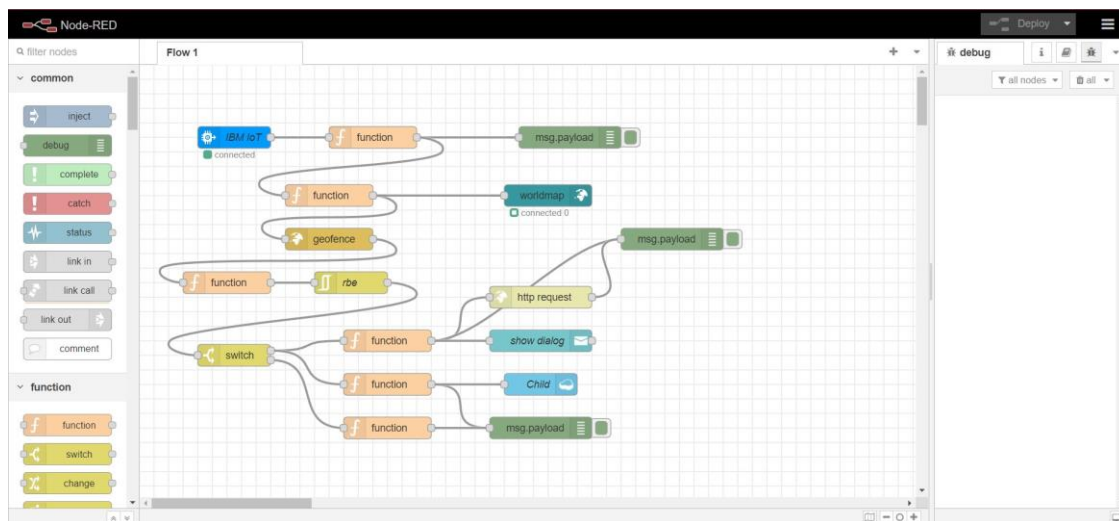 Node-RED
Deploy
filter nodes
Flow 1
debug
i
all nodes
all
common
inject
debug
complete
catch
status
link in
link call
link out
comment
function
function
switch
change
IBM IoT
connected
function
msg.payload
function
worldmap
connected 0
geofence
msg.payload
function
rbe
http request
switch
function
show dialog
function
Child
function
msg.payload